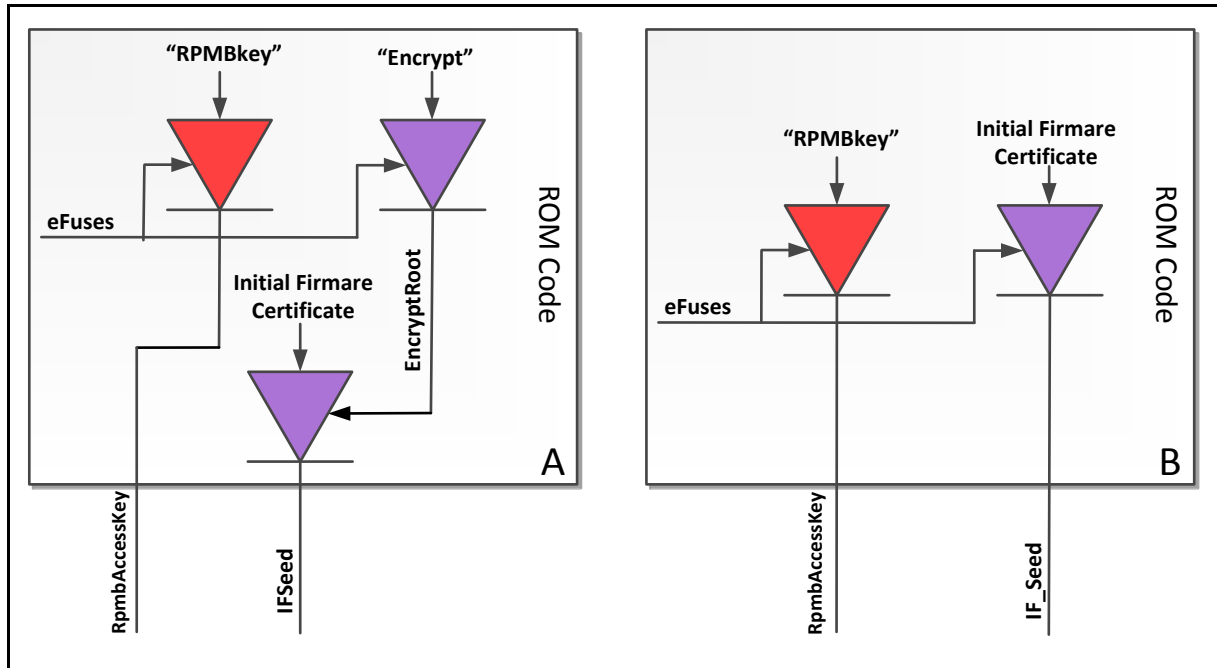 “RPMBkey”
“Encrypt”
eFuses
Initial Firmare
Certificate
EncryptRoot
ROM Code
A
RpmbAccessKey
IFSeed
“RPMBkey”
Initial Firmare
Certificate
eFuses
ROM Code
B
RpmbAccessKey
IF_Seed